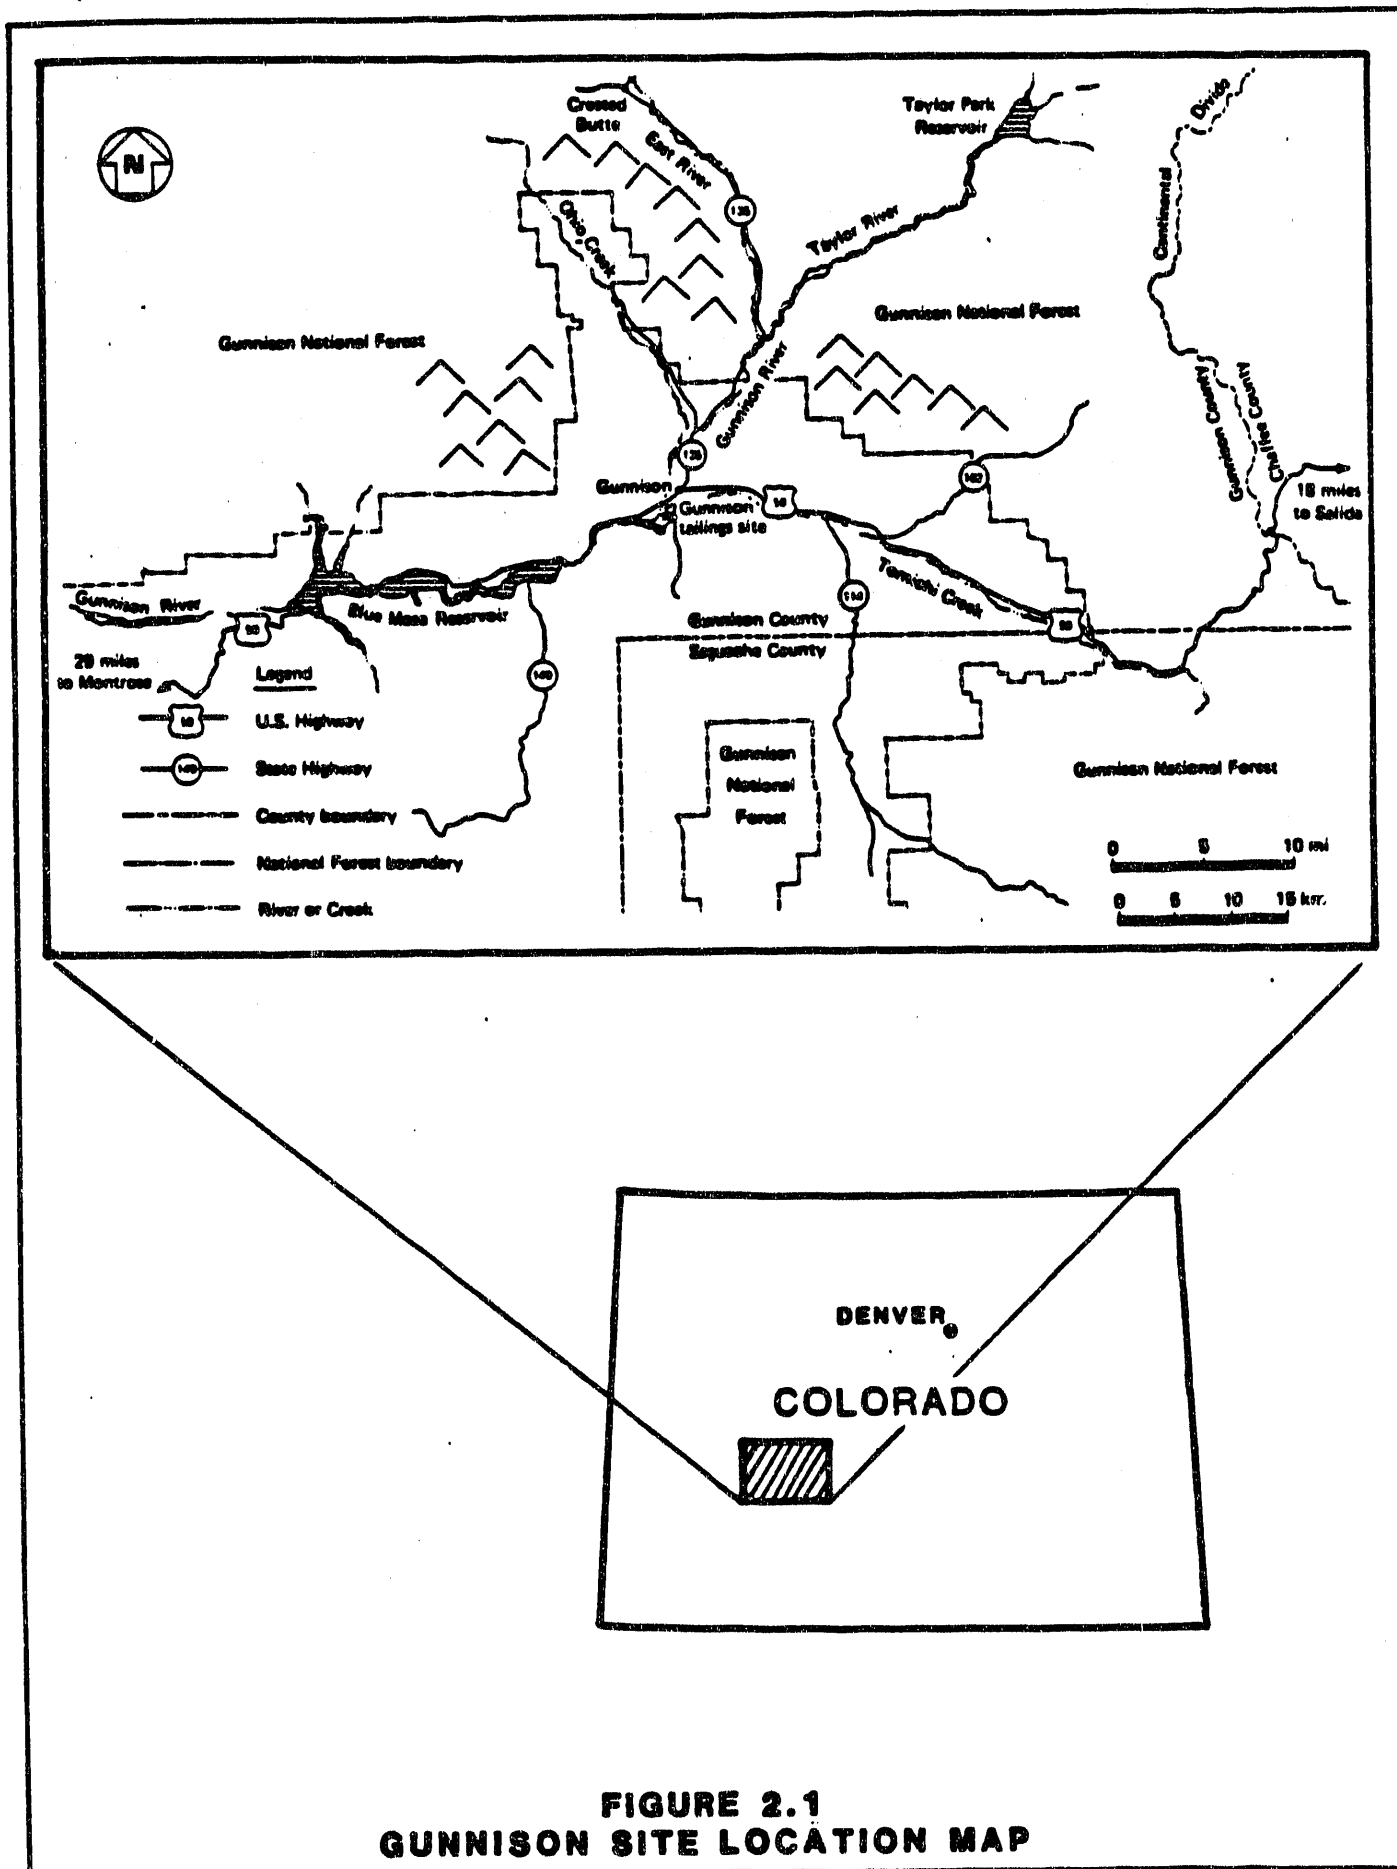 N
Crested
Butte
East River
Taylor Park
Reservoir
Divide
Continental
135
Ohio Creek
Taylor River
Gunnison National Forest
Gunnison National Forest
Gunnison River
Gunnison County
Chaffee County
135
Gunnison
50
Gunnison
tailings site
162
18 miles
to Salida
Gunnison River
Blue Mesa Reservoir
Tomichi Creek
114
50
50
Gunnison County
Saguache County
29 miles
to Montrose
149
Legend
50 U.S. Highway
149 State Highway
County boundary
National Forest boundary
River or Creek
Gunnison
National
Forest
Gunnison National Forest
0 5 10 mi
0 5 10 15 km.
DENVER
COLORADO
FIGURE 2.1
GUNNISON SITE LOCATION MAP